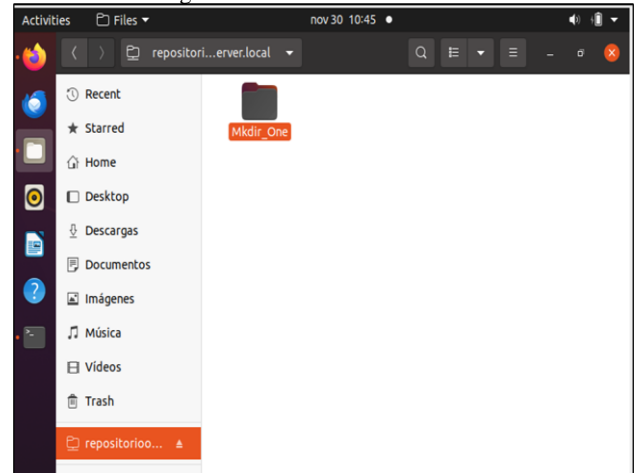 Activities Files nov 30 10:45
repositori...erver.local
Recent
Mkdir_One
Starred
Home
Desktop
Descargas
Documentos
Imágenes
Música
Vídeos
Trash
repositorioo...